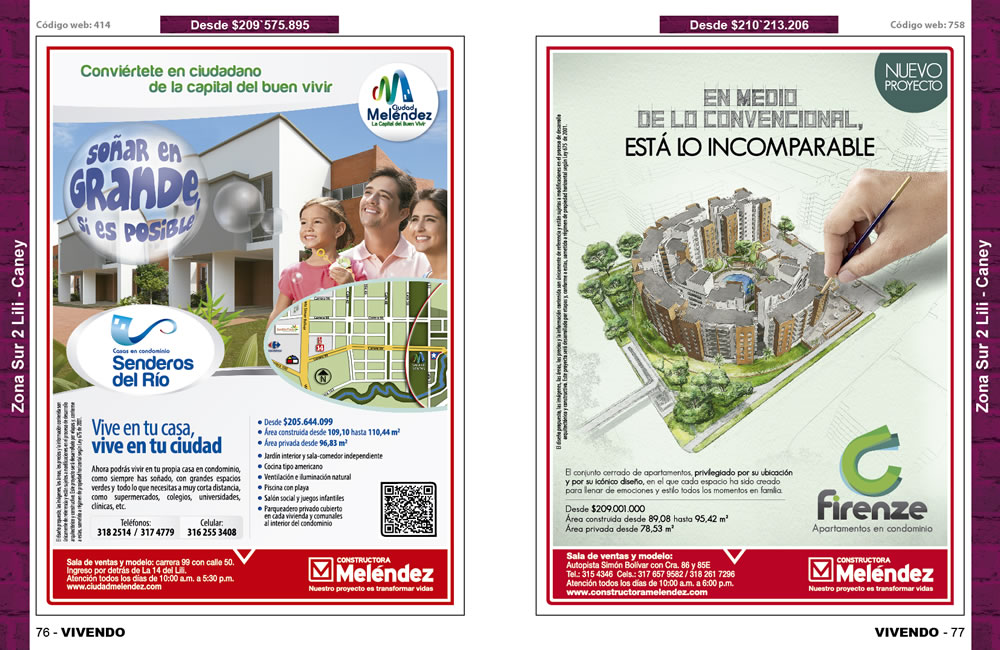 Código web: 414
Desde $209`575.895
Zona Sur 2 Lili - Caney
Conviértete en ciudadano
de la capital del buen vivir
Ciudad
Meléndez
La Capital del Buen Vivir
SOÑAR EN
GRANDE,
SÍ ES POSIBLE
Casas en condominio
Senderos
del Río
Vive en tu casa,
vive en tu ciudad
Ahora podrás vivir en tu propia casa en condominio,
como siempre has soñado, con grandes espacios
verdes y todo lo que necesitas a muy corta distancia,
como supermercados, colegios, universidades,
clínicas, etc.
Teléfonos:
318 2514 / 317 4779
Celular:
316 255 3408
• Desde $205.644.099
• Área construida desde 109,10 hasta 110,44 m²
• Área privada desde 96,83 m²
• Jardín interior y sala-comedor independiente
• Cocina tipo americano
• Ventilación e iluminación natural
• Piscina con playa
• Salón social y juegos infantiles
• Parqueadero privado cubierto
en cada vivienda y comunales
al interior del condominio
Sala de ventas y modelo: carrera 99 con calle 50.
Ingreso por detrás de La 14 del Lili.
Atención todos los días de 10:00 a.m. a 5:30 p.m.
www.ciudadmelendez.com
CONSTRUCTORA
Meléndez
Nuestro proyecto es transformar vidas
76 - VIVENDO
Desde $210`213.206
Código web: 758
Zona Sur 2 Lili - Caney
NUEVO
PROYECTO
EN MEDIO
DE LO CONVENCIONAL,
ESTÁ LO INCOMPARABLE
El conjunto cerrado de apartamentos, privilegiado por su ubicación
y por su icónico diseño, en el que cada espacio ha sido creado
para llenar de emociones y estilo todos los momentos en familia.
Desde $209.001.000
Área construida desde 89,08 hasta 95,42 m²
Área privada desde 78,53 m²
Firenze
Apartamentos en condominio
Sala de ventas y modelo:
Autopista Simón Bolívar con Cra. 86 y 85E
Tel.: 315 4346 Cels.: 317 657 9582 / 318 261 7296
Atención todos los días de 10:00 a.m. a 6:00 p.m.
www.constructoramelendez.com
CONSTRUCTORA
Meléndez
Nuestro proyecto es transformar vidas
VIVENDO - 77